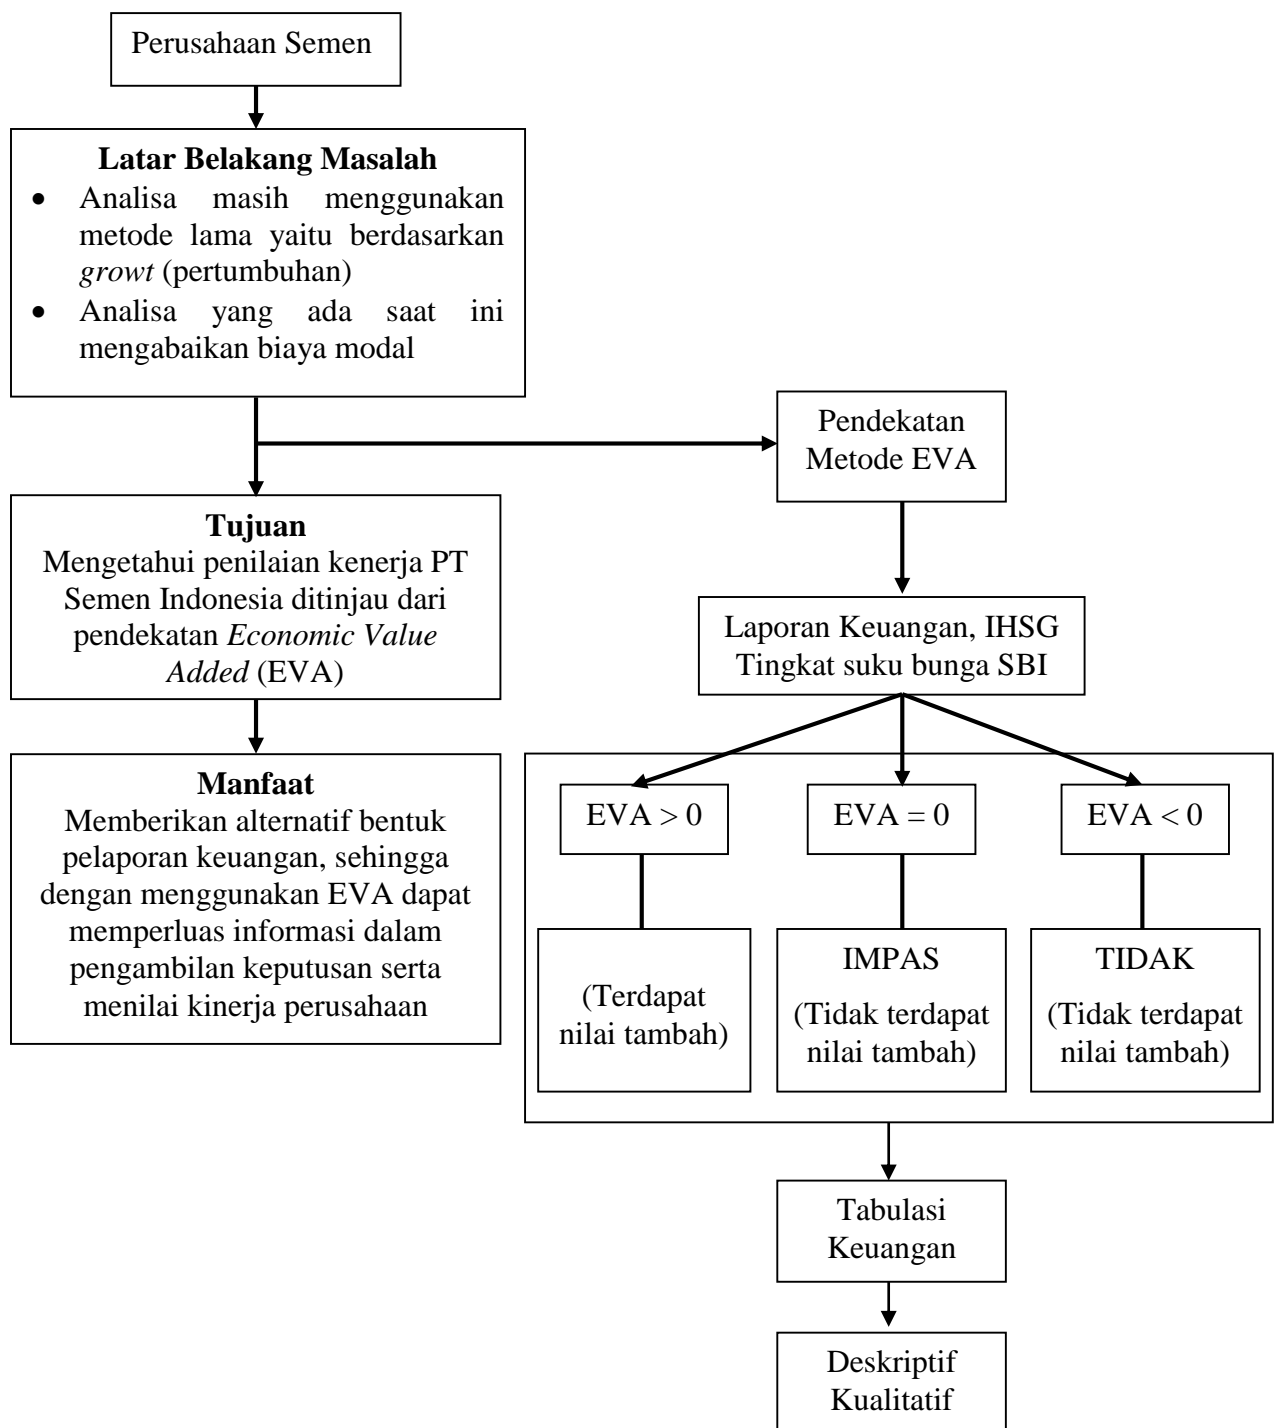 Perusahaan Semen
Latar Belakang Masalah
• Analisa masih menggunakan
metode lama yaitu berdasarkan
growt (pertumbuhan)
• Analisa yang ada saat ini
mengabaikan biaya modal
Pendekatan
Metode EVA
Tujuan
Mengetahui penilaian kenerja PT
Semen Indonesia ditinjau dari
pendekatan Economic Value
Added (EVA)
Laporan Keuangan, IHSG
Tingkat suku bunga SBI
Manfaat
Memberikan alternatif bentuk
pelaporan keuangan, sehingga
dengan menggunakan EVA dapat
memperluas informasi dalam
pengambilan keputusan serta
menilai kinerja perusahaan
EVA > 0
EVA = 0
EVA < 0
(Terdapat
nilai tambah)
IMPAS
(Tidak terdapat
nilai tambah)
TIDAK
(Tidak terdapat
nilai tambah)
Tabulasi
Keuangan
Deskriptif
Kualitatif